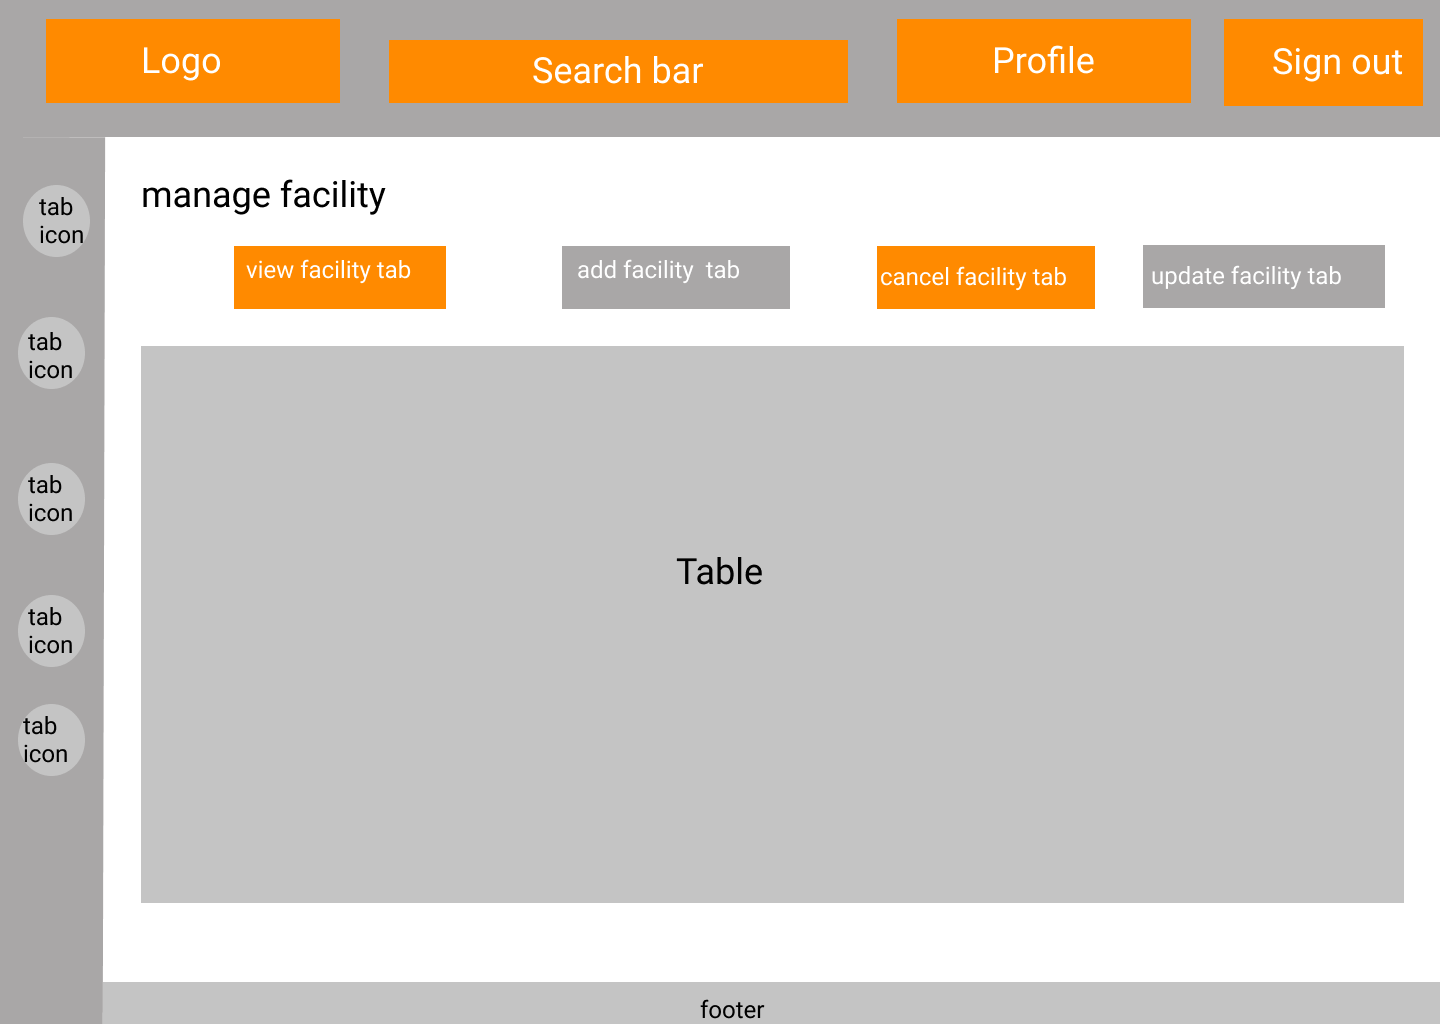 Logo
Search bar
Profile
Sign out
manage facility
view facility tab
add facility  tab
cancel facility tab
update facility tab
tab
icon
tab
icon
tab
icon
tab
icon
tab
icon
Table
footer